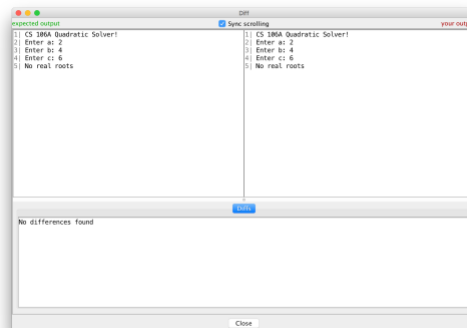 Diff
expected output
Sync scrolling
your outp
1| CS 106A Quadratic Solver!
2| Enter a: 2
3| Enter b: 4
4| Enter c: 6
5| No real roots
1| CS 106A Quadratic Solver!
2| Enter a: 2
3| Enter b: 4
4| Enter c: 6
5| No real roots
Diffs
No differences found
Close